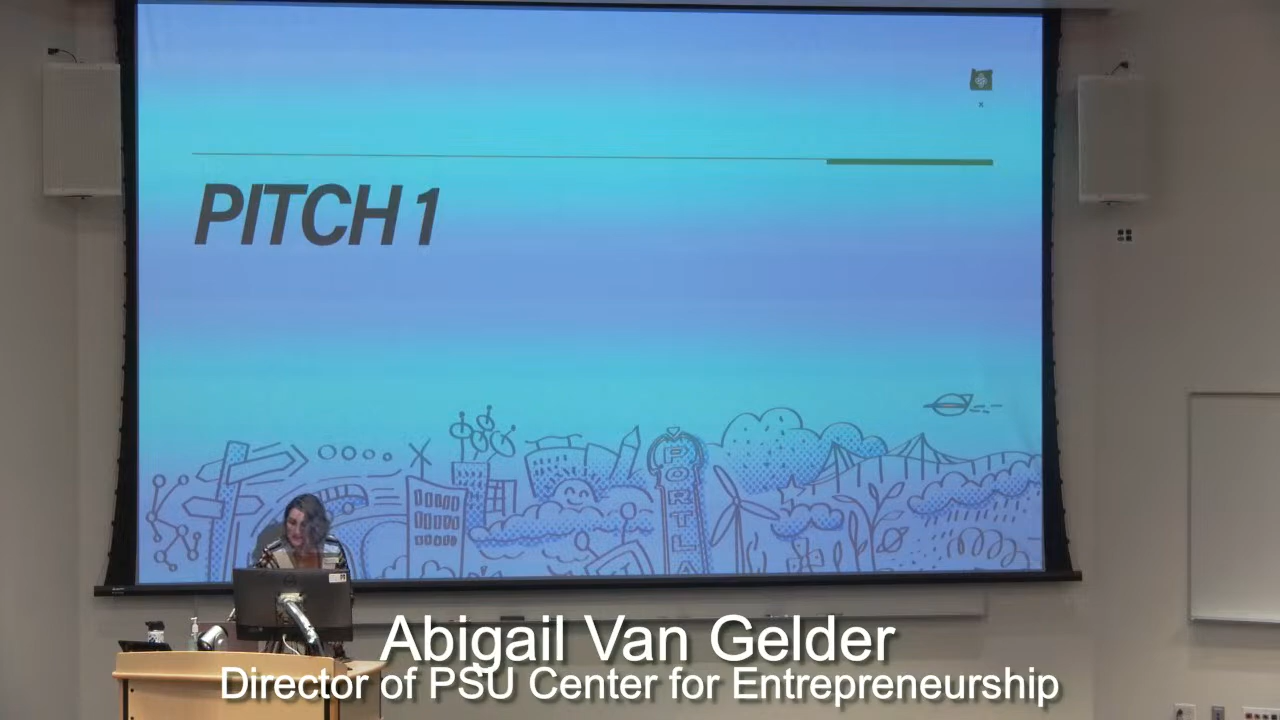 x
PITCH 1
PORTLA
Abigail Van Gelder
Director of PSU Center for Entrepreneurship